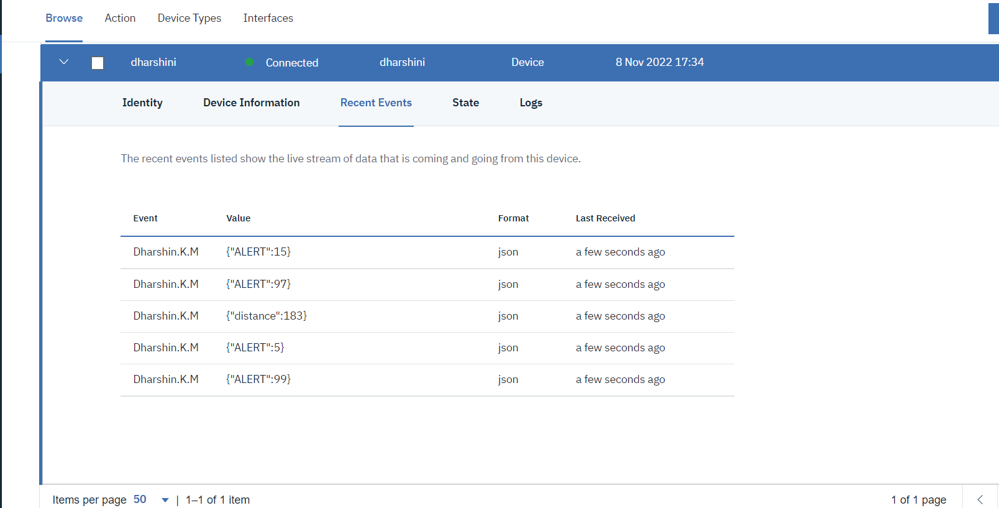 Browse Action Device Types Interfaces
dharshini Connected dharshini Device 8 Nov 2022 17:34
Identity Device Information Recent Events State Logs
The recent events listed show the live stream of data that is coming and going from this device.
Event Value Format Last Received
Dharshin.K.M {"ALERT":15} json a few seconds ago
Dharshin.K.M {"ALERT":97} json a few seconds ago
Dharshin.K.M {"distance":183} json a few seconds ago
Dharshin.K.M {"ALERT":5} json a few seconds ago
Dharshin.K.M {"ALERT":99} json a few seconds ago
Items per page 50 | 1–1 of 1 item 1 of 1 page